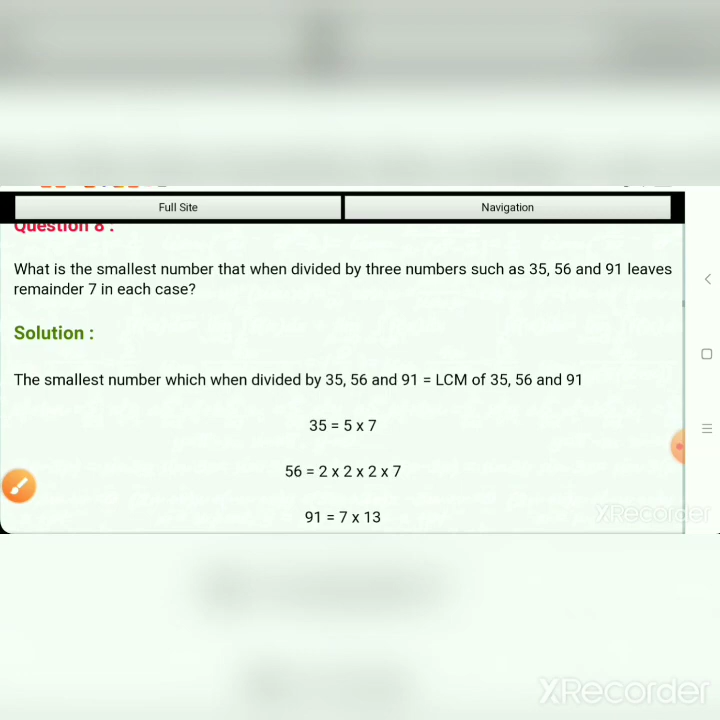 Full Site
Navigation
Question 8 :
What is the smallest number that when divided by three numbers such as 35, 56 and 91 leaves
remainder 7 in each case?
Solution :
The smallest number which when divided by 35, 56 and 91 = LCM of 35, 56 and 91
35 = 5 x 7
56 = 2 x 2 x 2 x 7
91 = 7 x 13
XRecorder
XRecorder